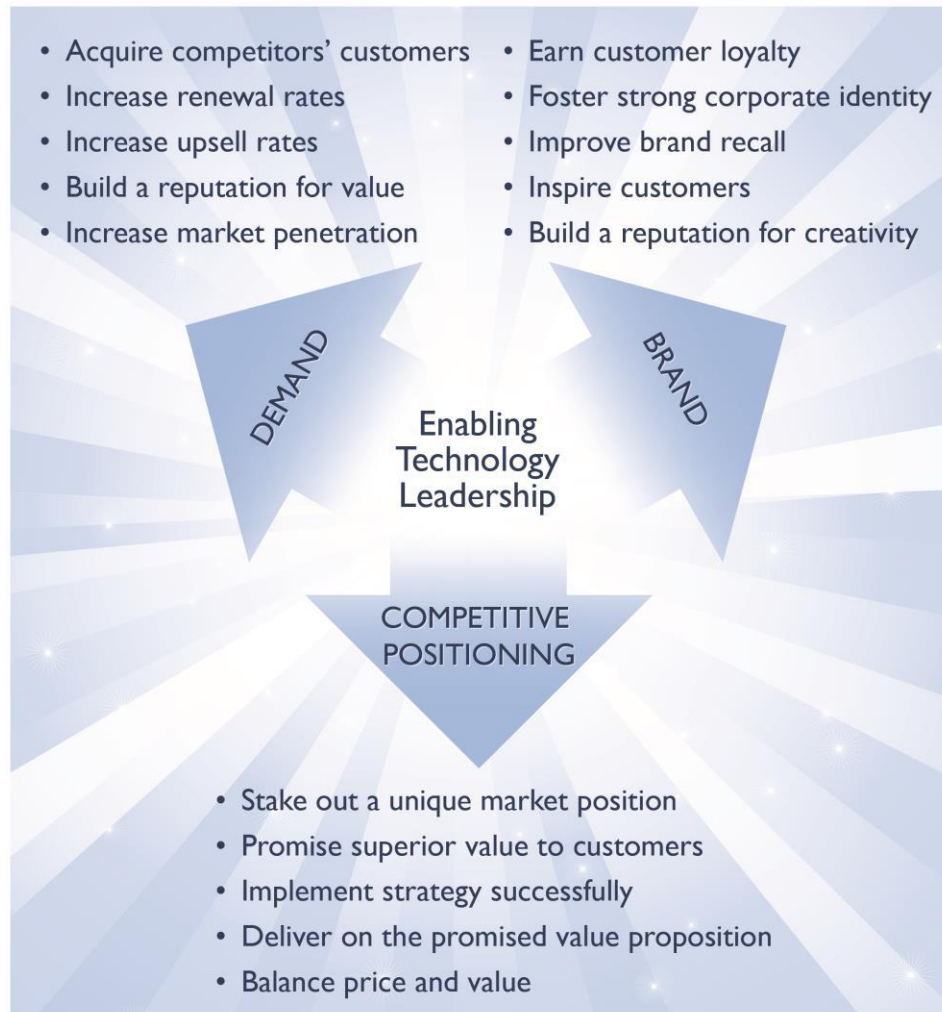 • Acquire competitors’ customers
• Increase renewal rates
• Increase upsell rates
• Build a reputation for value
• Increase market penetration
• Earn customer loyalty
• Foster strong corporate identity
• Improve brand recall
• Inspire customers
• Build a reputation for creativity
DEMAND
BRAND
Enabling
Technology
Leadership
COMPETITIVE
POSITIONING
• Stake out a unique market position
• Promise superior value to customers
• Implement strategy successfully
• Deliver on the promised value proposition
• Balance price and value